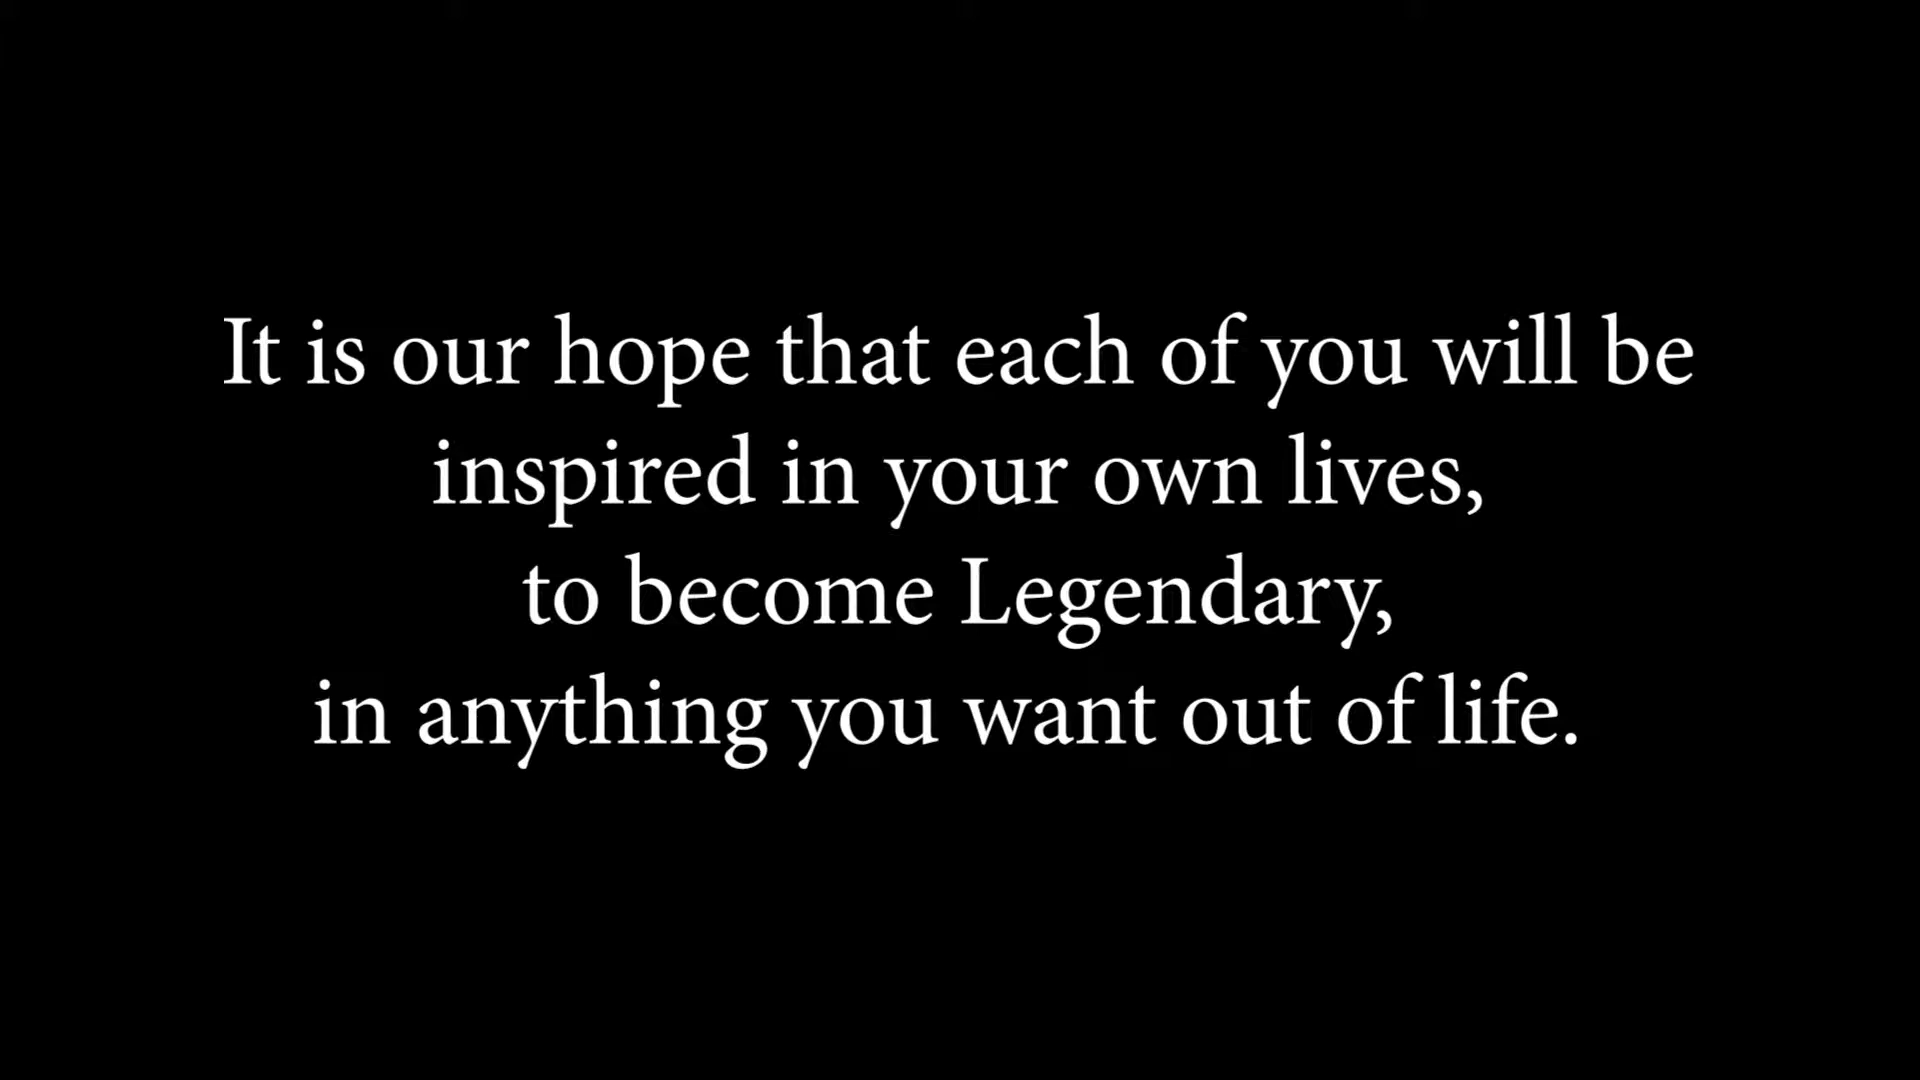 It is our hope that each of you will be
inspired in your own lives,
to become Legendary,
in anything you want out of life.